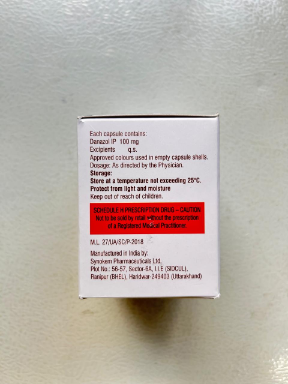 Each capsule contains:
Danazol IP 100 mg
Excipients q.s.
Approved colours used in empty capsule shells.
Dosage: As directed by the Physician.
Storage:
Store at a temperature not exceeding 25°C.
Protect from light and moisture
Keep out of reach of children.
SCHEDULE H PRESCRIPTION DRUG - CAUTION
Not to be sold by retail without the prescription
of a Registered Medical Practitioner.
M.L. 27/UA/SC/P-2018
Manufactured in India by:
Synokem Pharmaceuticals Ltd.
Plot No.: 56-57, Sector-6A, I.I.E (SIDCUL),
Ranipur (BHEL), Haridwar-249403 (Uttarakhand)